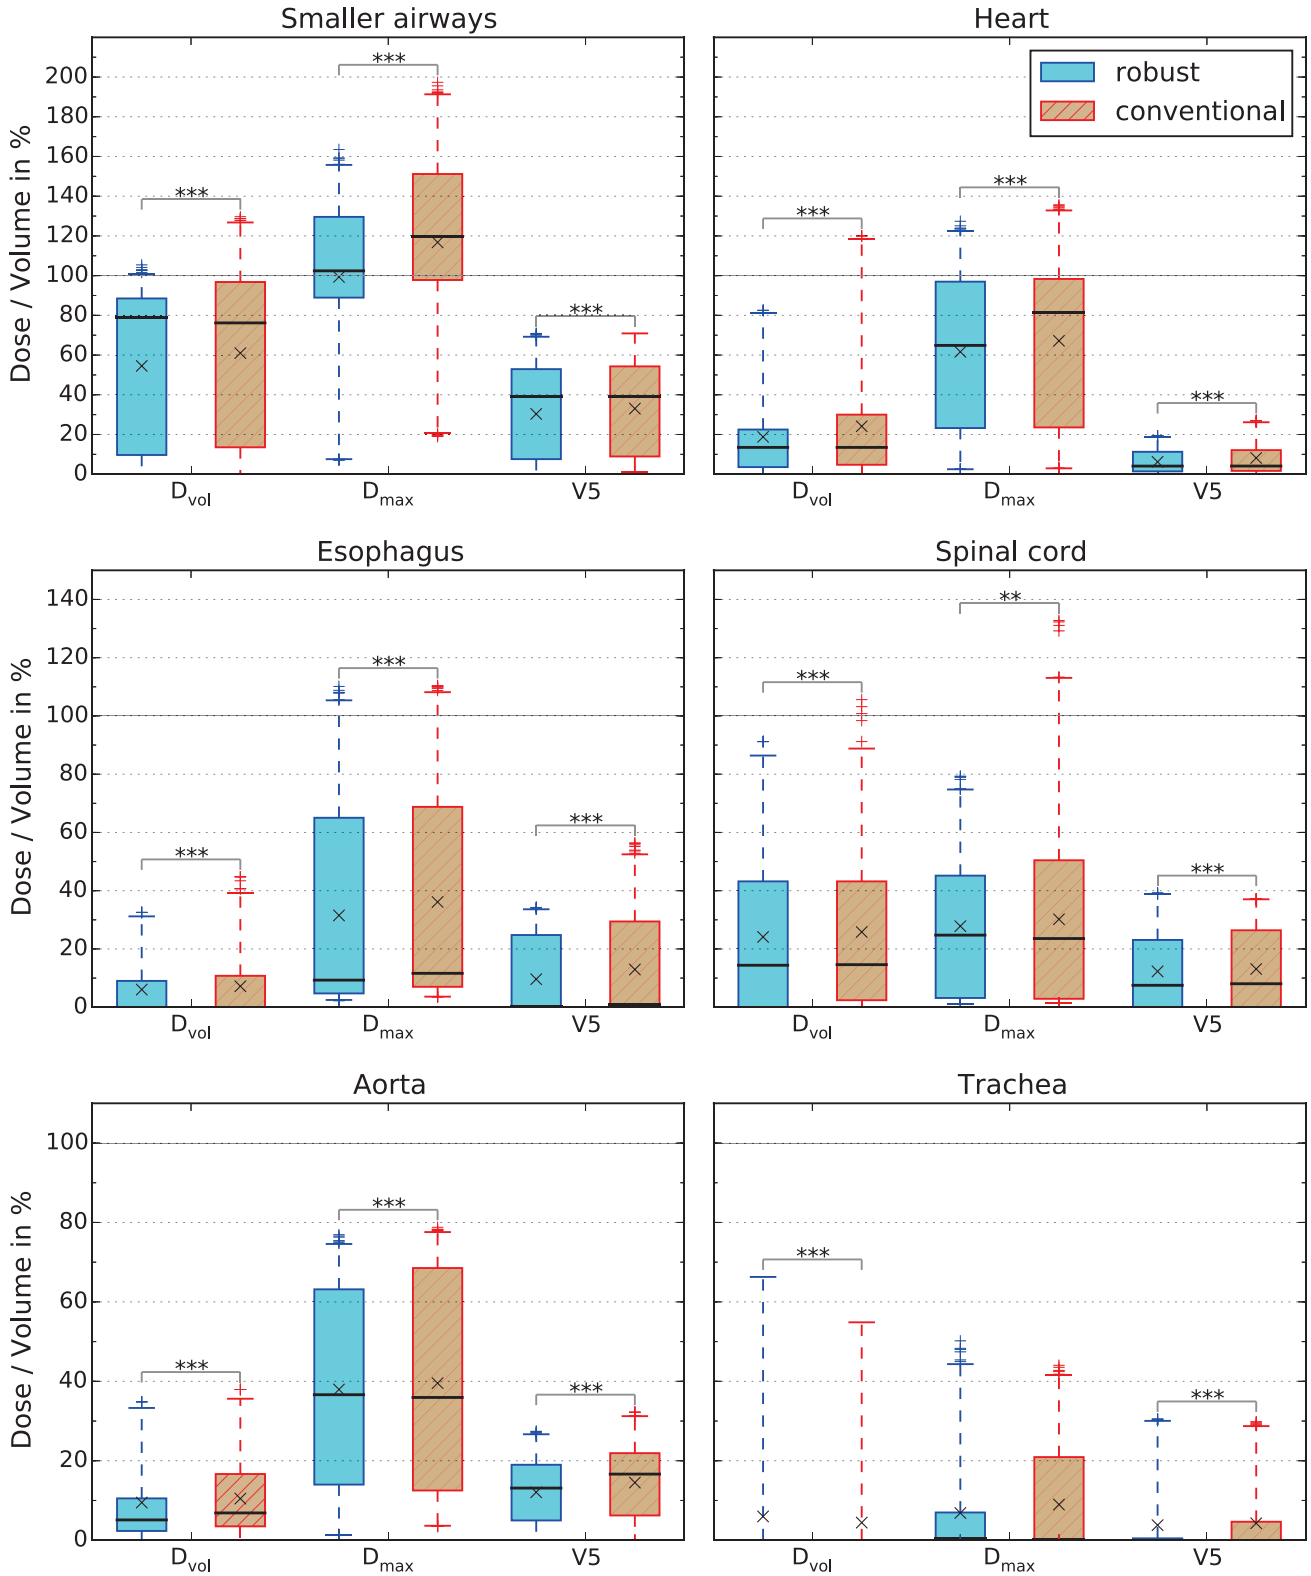 Smaller airways
Dose / Volume in %
200
180
160
140
120
100
80
60
40
20
0
***
***
***
D_vol
D_max
V5
Heart
robust
conventional
***
***
***
D_vol
D_max
V5
Esophagus
Dose / Volume in %
140
120
100
80
60
40
20
0
***
***
***
D_vol
D_max
V5
Spinal cord
***
**
***
D_vol
D_max
V5
Aorta
Dose / Volume in %
100
80
60
40
20
0
***
***
***
D_vol
D_max
V5
Trachea
***
***
D_vol
D_max
V5